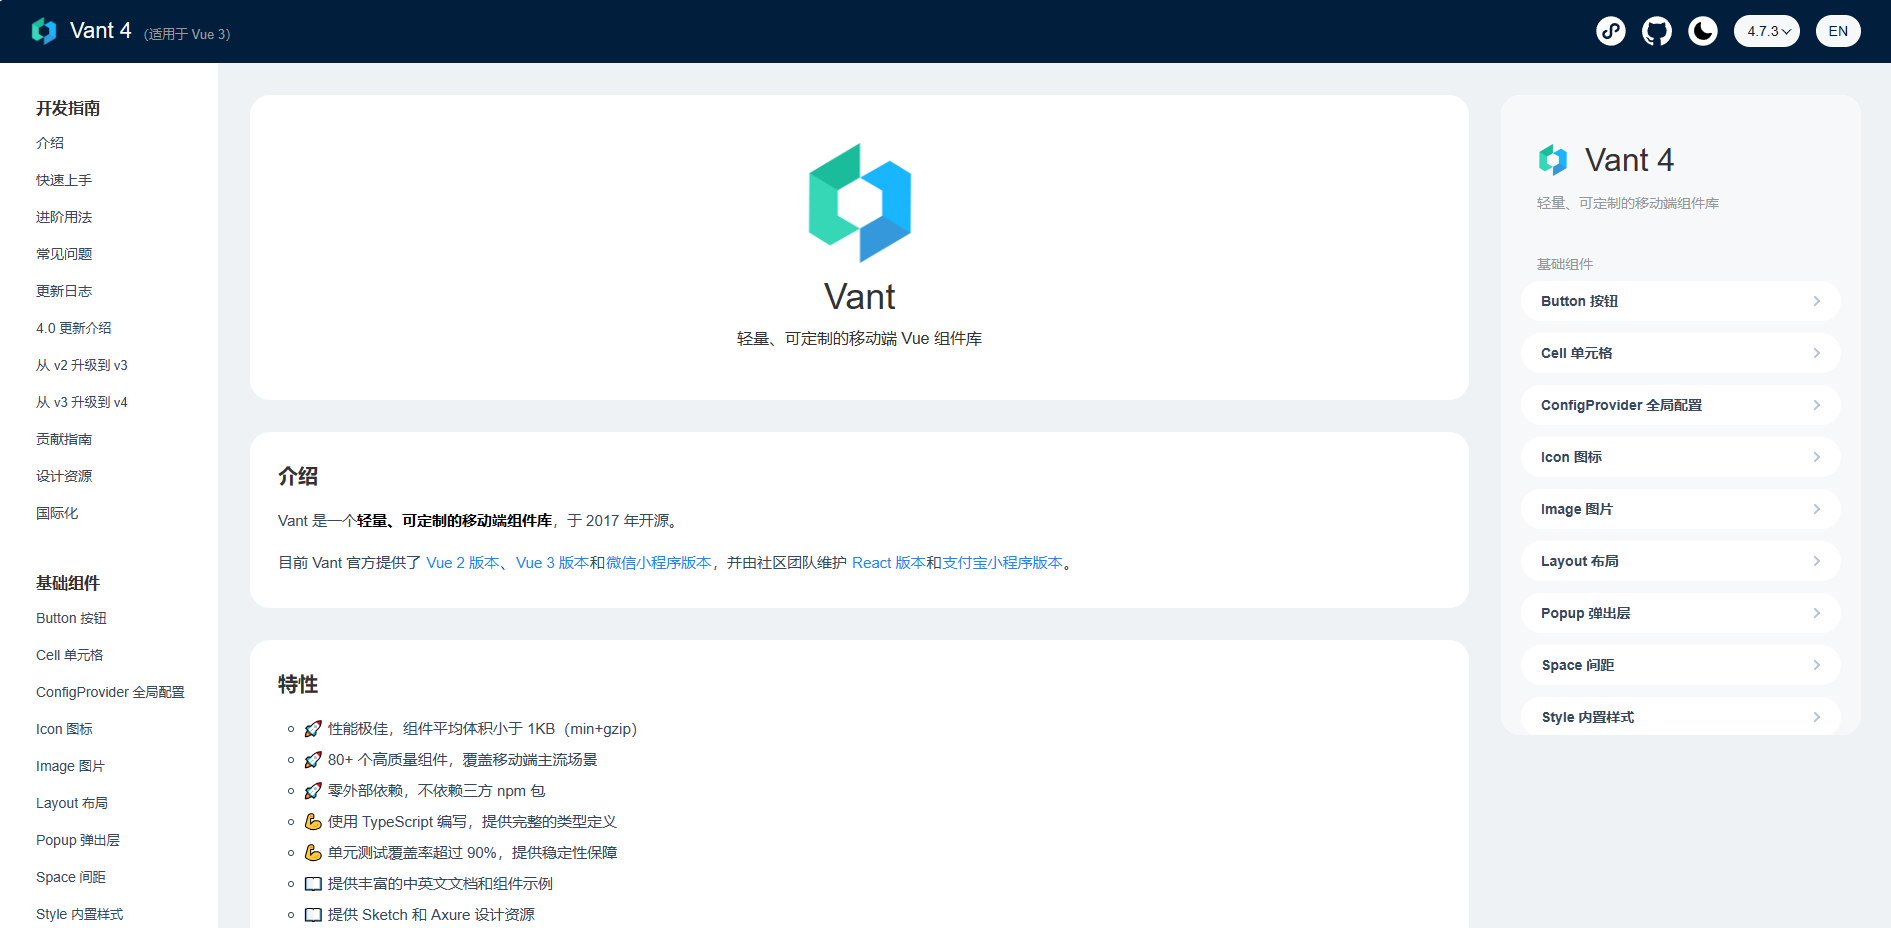 Vant 4 (适用于 Vue 3)
4.7.3
EN
开发指南
介绍
快速上手
进阶用法
常见问题
更新日志
4.0 更新介绍
从 v2 升级到 v3
从 v3 升级到 v4
贡献指南
设计资源
国际化
基础组件
Button 按钮
Cell 单元格
ConfigProvider 全局配置
Icon 图标
Image 图片
Layout 布局
Popup 弹出层
Space 间距
Style 内置样式
Vant
轻量、可定制的移动端 Vue 组件库
介绍
Vant 是一个轻量、可定制的移动端组件库，于 2017 年开源。
目前 Vant 官方提供了 Vue 2 版本、Vue 3 版本和微信小程序版本，并由社区团队维护 React 版本和支付宝小程序版本。
特性
🚀 性能极佳，组件平均体积小于 1KB（min+gzip）
🚀 80+ 个高质量组件，覆盖移动端主流场景
🚀 零外部依赖，不依赖三方 npm 包
💪 使用 TypeScript 编写，提供完整的类型定义
💪 单元测试覆盖率超过 90%，提供稳定性保障
📖 提供丰富的中英文文档和组件示例
📖 提供 Sketch 和 Axure 设计资源
Vant 4
轻量、可定制的移动端组件库
基础组件
Button 按钮
Cell 单元格
ConfigProvider 全局配置
Icon 图标
Image 图片
Layout 布局
Popup 弹出层
Space 间距
Style 内置样式